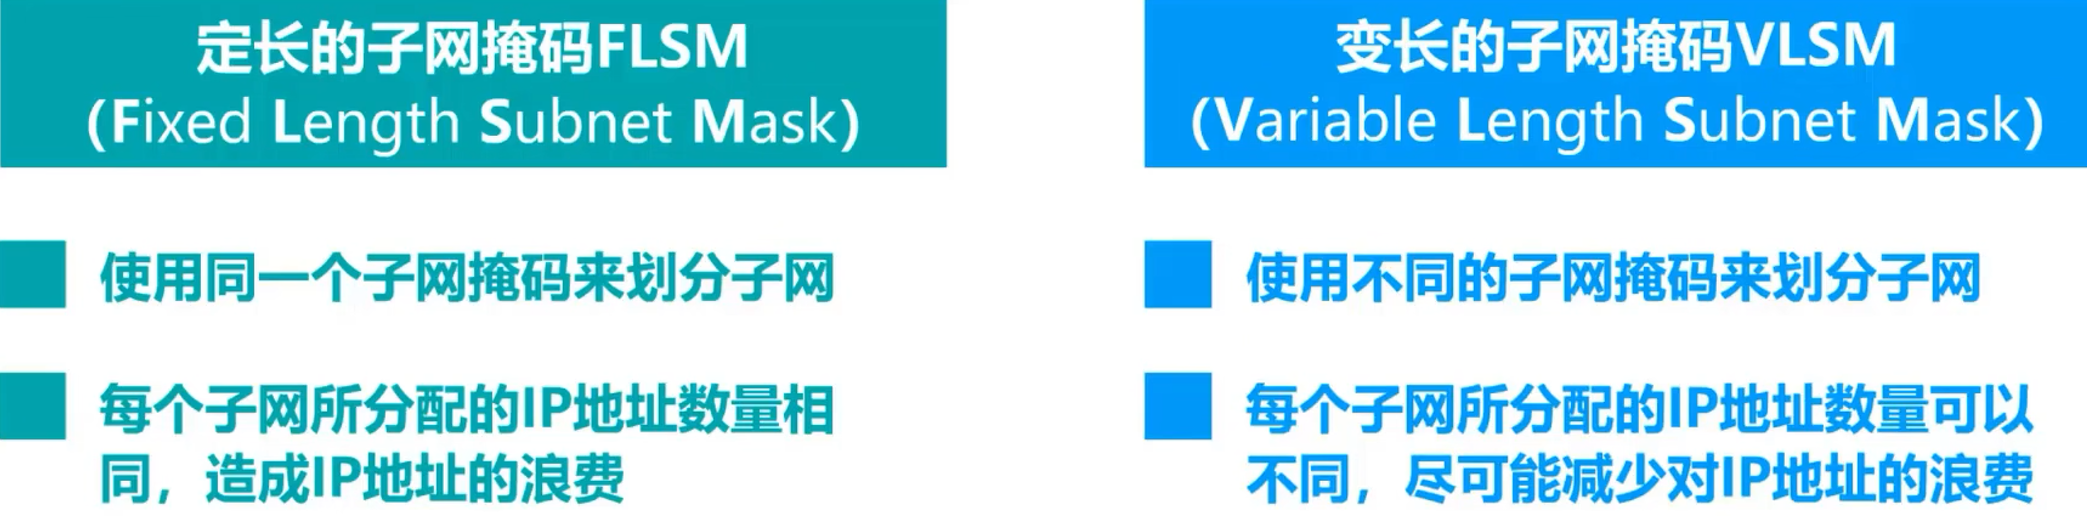 定长的子网掩码FLSM
(Fixed Length Subnet Mask)
使用同一个子网掩码来划分子网
每个子网所分配的IP地址数量相
同，造成IP地址的浪费
变长的子网掩码VLSM
(Variable Length Subnet Mask)
使用不同的子网掩码来划分子网
每个子网所分配的IP地址数量可以
不同，尽可能减少对IP地址的浪费